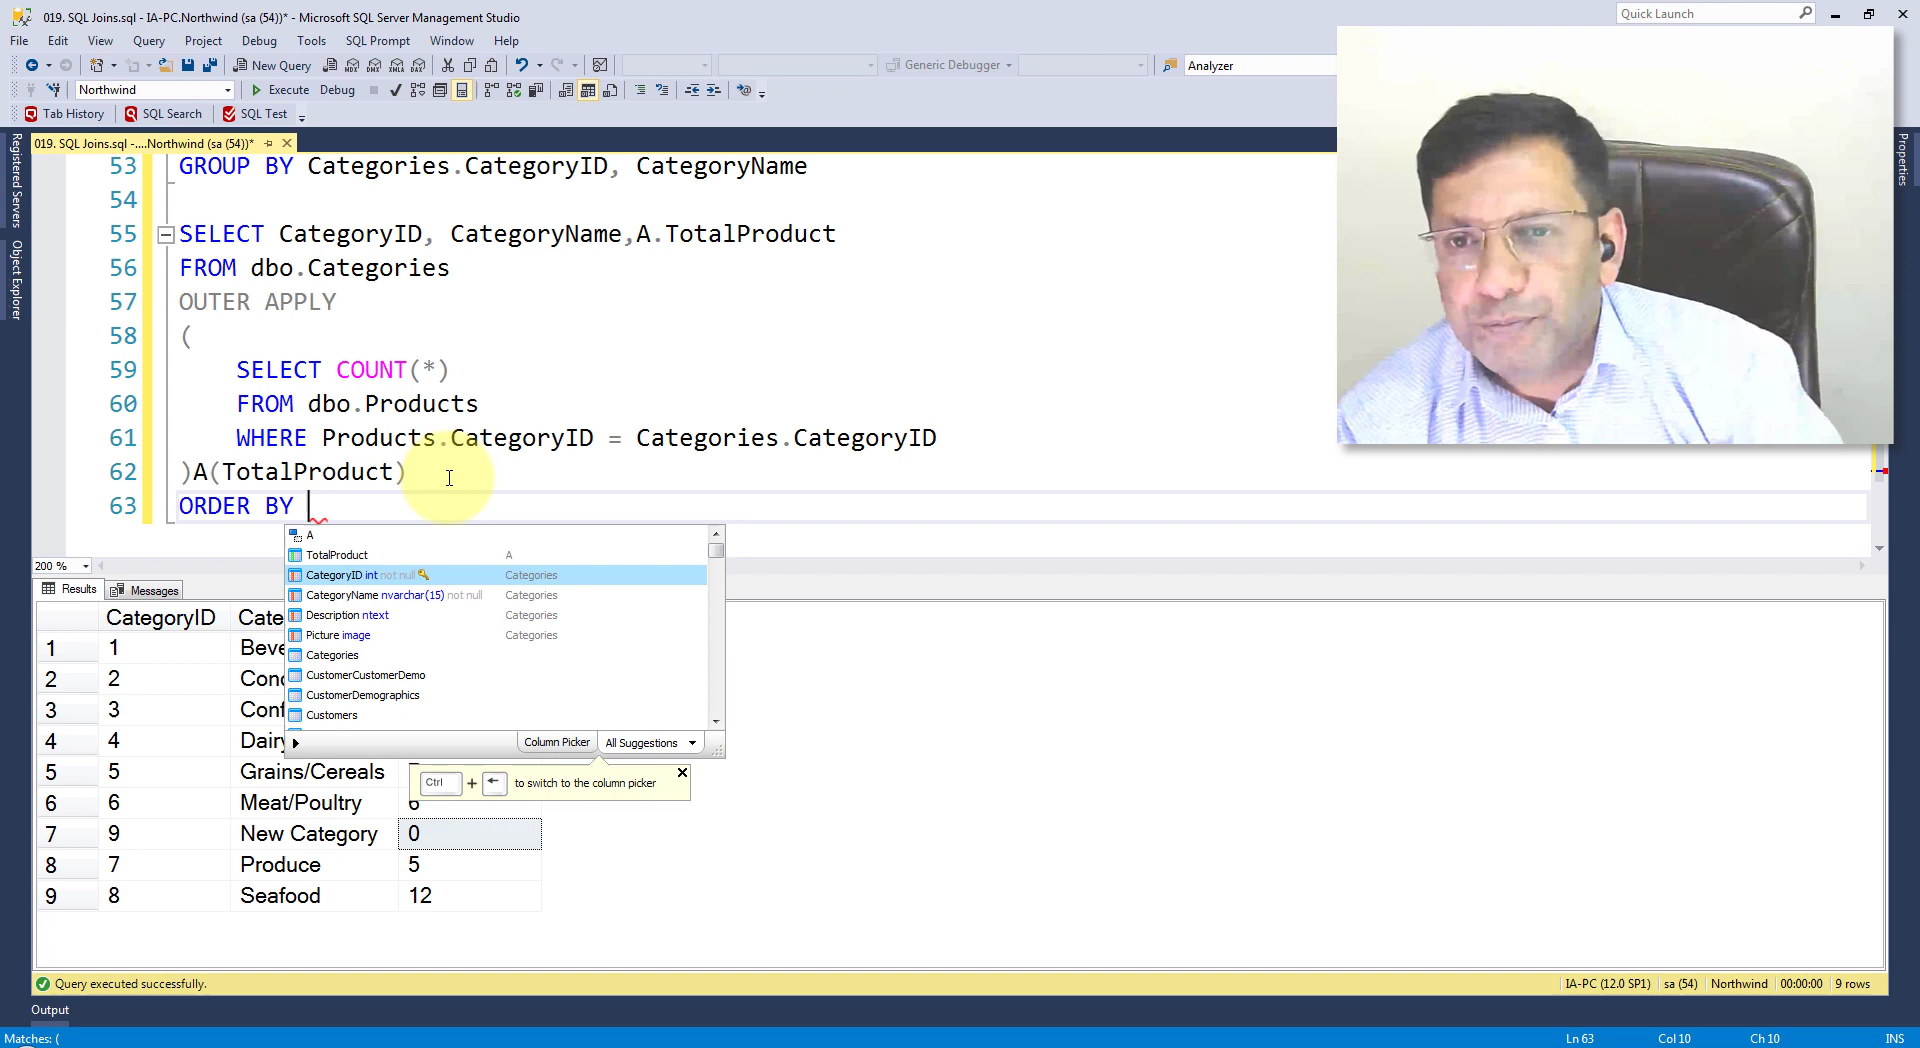 019. SQL Joins.sql - IA-PC.Northwind (sa (54))* - Microsoft SQL Server Management Studio
Quick Launch
File Edit View Query Project Debug Tools SQL Prompt Window Help
New Query
Generic Debugger
Analyzer
Northwind
Execute Debug
Tab History SQL Search SQL Test
Registered Servers
Object Explorer
Properties
019. SQL Joins.sql -....Northwind (sa (54))*
53 GROUP BY Categories.CategoryID, CategoryName
54
55 SELECT CategoryID, CategoryName,A.TotalProduct
56 FROM dbo.Categories
57 OUTER APPLY
58 (
59 SELECT COUNT(*)
60 FROM dbo.Products
61 WHERE Products.CategoryID = Categories.CategoryID
62 )A(TotalProduct)
63 ORDER BY
A
TotalProduct A
CategoryID int not null Categories
CategoryName nvarchar(15) not null Categories
Description ntext Categories
Picture image Categories
Categories
CustomerCustomerDemo
CustomerDemographics
Customers
Column Picker All Suggestions
Ctrl + ← to switch to the column picker
200 %
Results Messages
CategoryID Cate
1 1 Beve
2 2 Con
3 3 Conf
4 4 Dairy
5 5 Grains/Cereals
6 6 Meat/Poultry 6
7 9 New Category 0
8 7 Produce 5
9 8 Seafood 12
Query executed successfully.
IA-PC (12.0 SP1) sa (54) Northwind 00:00:00 9 rows
Output
Matches: (
Ln 63 Col 10 Ch 10 INS